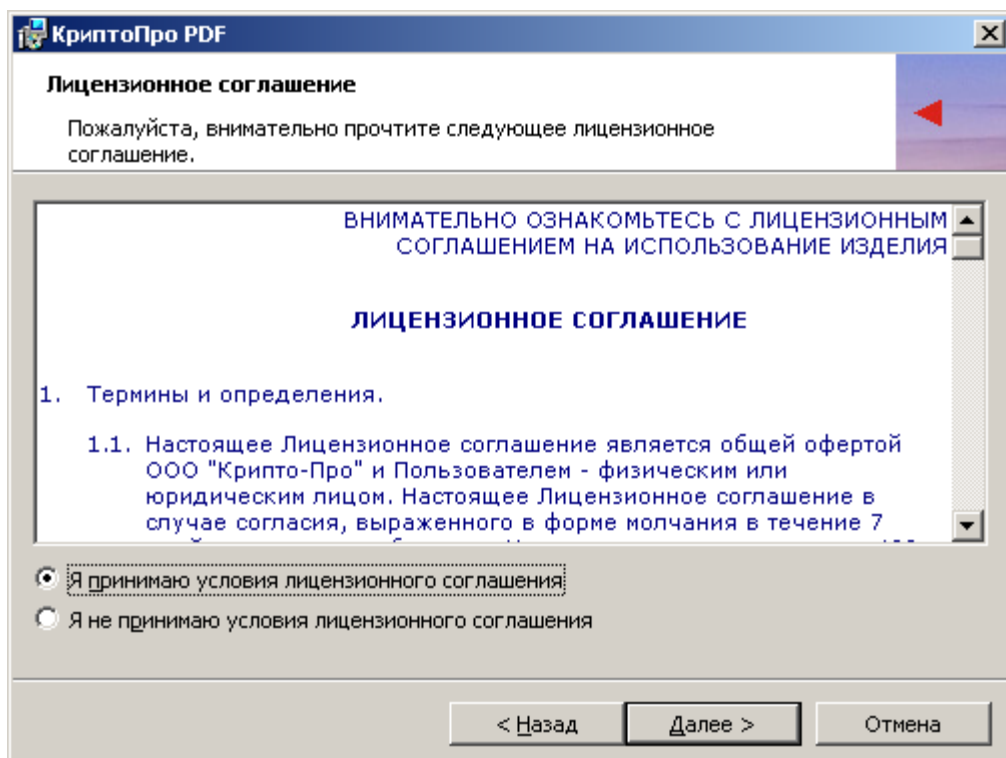 КриптоПро PDF
Лицензионное соглашение
Пожалуйста, внимательно прочтите следующее лицензионное
соглашение.
ВНИМАТЕЛЬНО ОЗНАКОМЬТЕСЬ С ЛИЦЕНЗИОННЫМ
СОГЛАШЕНИЕМ НА ИСПОЛЬЗОВАНИЕ ИЗДЕЛИЯ
ЛИЦЕНЗИОННОЕ СОГЛАШЕНИЕ
1. Термины и определения.
1.1. Настоящее Лицензионное соглашение является общей офертой
ООО "Крипто-Про" и Пользователем - физическим или
юридическим лицом. Настоящее Лицензионное соглашение в
случае согласия, выраженного в форме молчания в течение 7
Я принимаю условия лицензионного соглашения
Я не принимаю условия лицензионного соглашения
< Назад
Далее >
Отмена